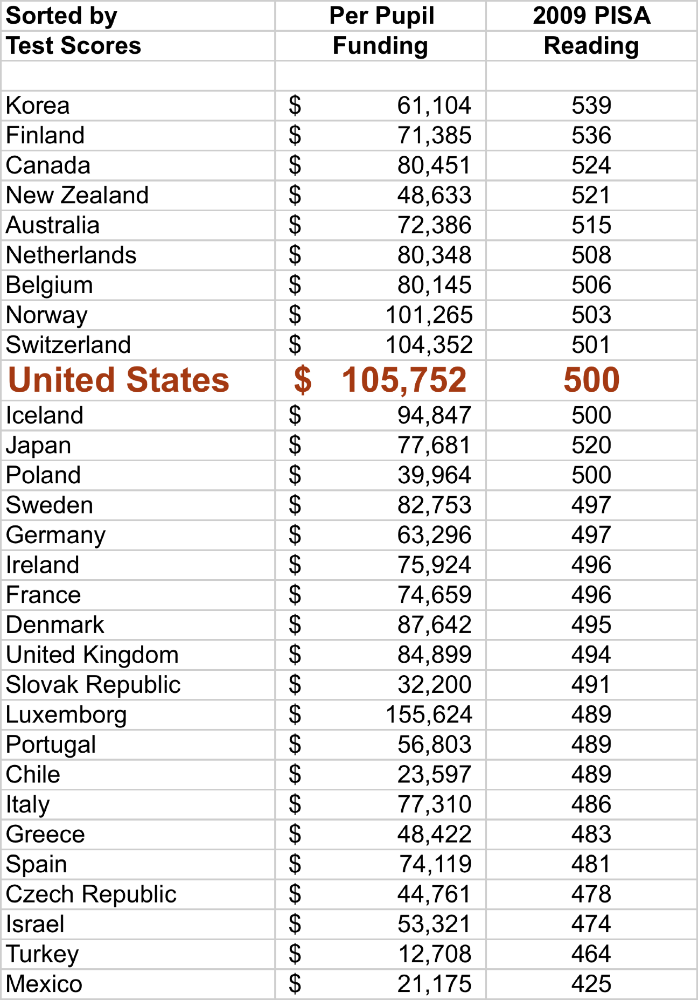 Sorted by Per Pupil 2009 PISA
Test Scores Funding Reading
Korea $ 61,104 539
Finland $ 71,385 536
Canada $ 80,451 524
New Zealand $ 48,633 521
Australia $ 72,386 515
Netherlands $ 80,348 508
Belgium $ 80,145 506
Norway $ 101,265 503
Switzerland $ 104,352 501
United States $ 105,752 500
Iceland $ 94,847 500
Japan $ 77,681 520
Poland $ 39,964 500
Sweden $ 82,753 497
Germany $ 63,296 497
Ireland $ 75,924 496
France $ 74,659 496
Denmark $ 87,642 495
United Kingdom $ 84,899 494
Slovak Republic $ 32,200 491
Luxemborg $ 155,624 489
Portugal $ 56,803 489
Chile $ 23,597 489
Italy $ 77,310 486
Greece $ 48,422 483
Spain $ 74,119 481
Czech Republic $ 44,761 478
Israel $ 53,321 474
Turkey $ 12,708 464
Mexico $ 21,175 425